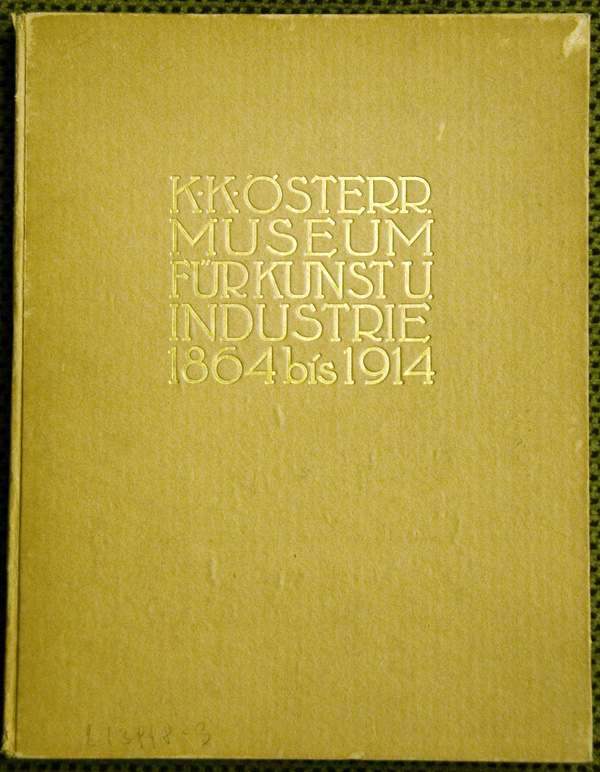 K·K·ÖSTERR.
MUSEUM
FÜR KUNST U.
INDUSTRIE
1864 bis 1914